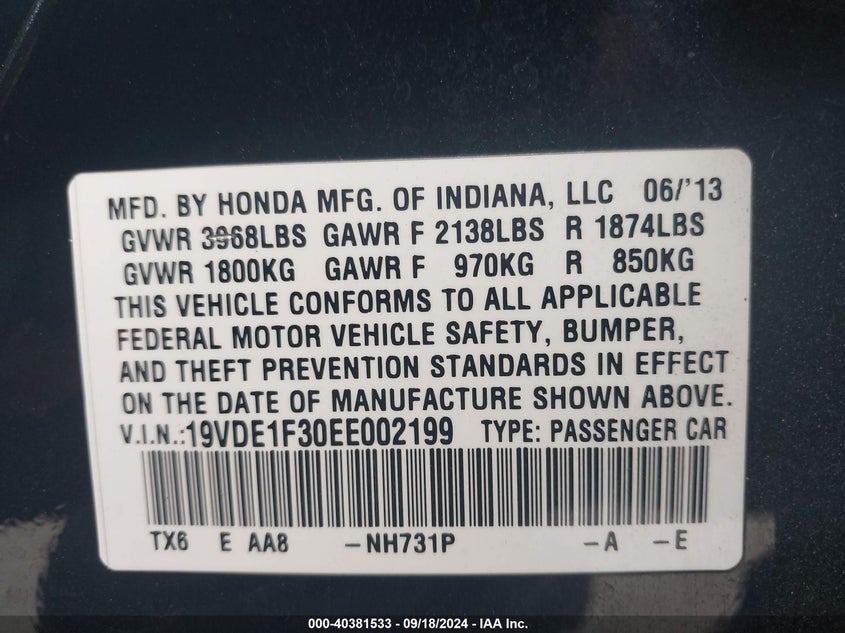 MFD. BY HONDA MFG. OF INDIANA, LLC 06/'13
GVWR 3968LBS GAWR F 2138LBS R 1874LBS
GVWR 1800KG GAWR F 970KG R 850KG
THIS VEHICLE CONFORMS TO ALL APPLICABLE
FEDERAL MOTOR VEHICLE SAFETY, BUMPER,
AND THEFT PREVENTION STANDARDS IN EFFECT
ON THE DATE OF MANUFACTURE SHOWN ABOVE.
V.I.N.:19VDE1F30EE002199 TYPE: PASSENGER CAR
TX6 E AA8 -NH731P -A -E
000-40381533 - 09/18/2024 - IAA Inc.